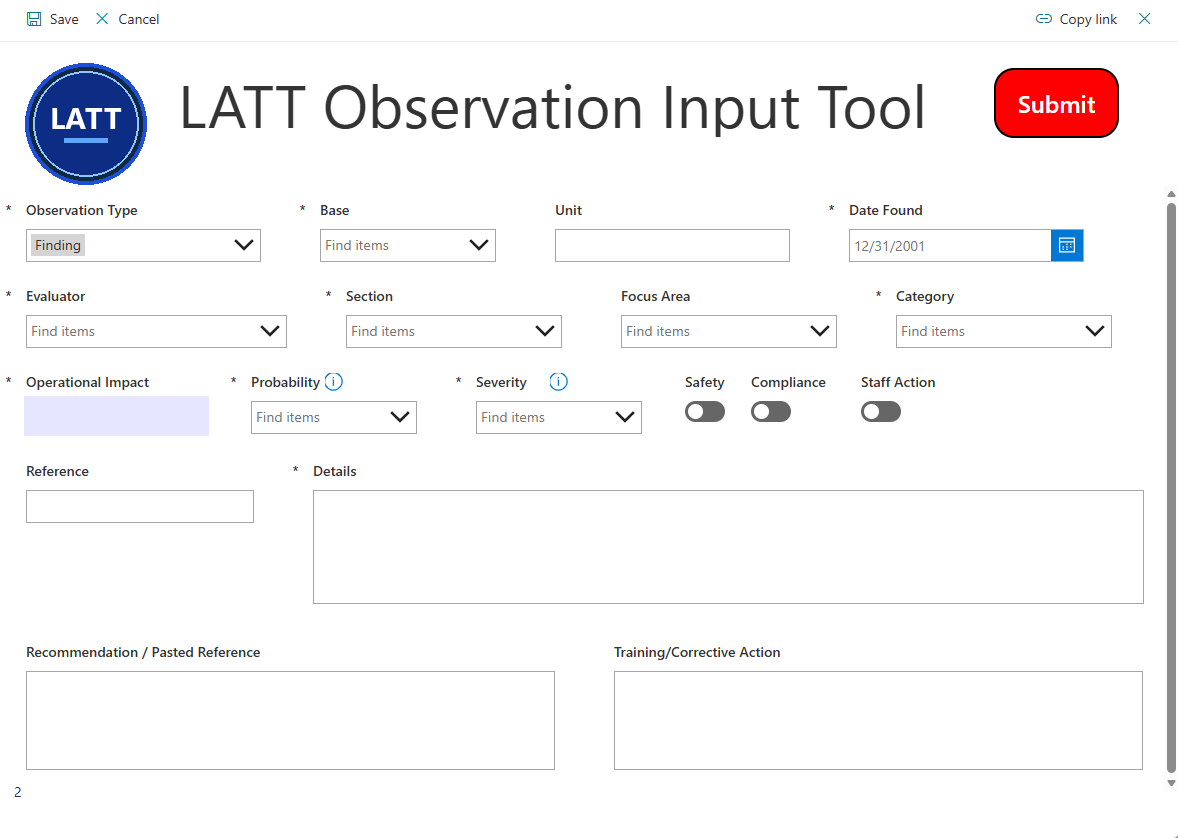 Save Cancel Copy link
LATT
LATT Observation Input Tool
Submit
* Observation Type * Base Unit * Date Found
Finding Find items 12/31/2001
* Evaluator * Section Focus Area * Category
Find items Find items Find items Find items
* Operational Impact * Probability * Severity Safety Compliance Staff Action
Find items Find items
Reference * Details
Recommendation / Pasted Reference Training/Corrective Action
2